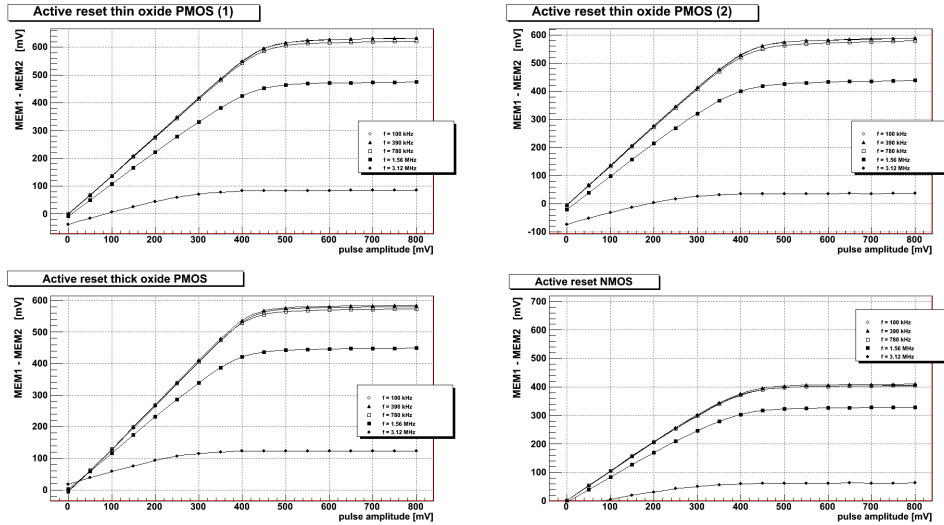 Active reset thin oxide PMOS (1)
MEM1 - MEM2 [mV]
600
500
400
300
200
100
0
f = 100 kHz
f = 390 kHz
f = 780 kHz
f = 1.56 MHz
f = 3.12 MHz
0 100 200 300 400 500 600 700 800
pulse amplitude [mV]
Active reset thin oxide PMOS (2)
MEM1 - MEM2 [mV]
600
500
400
300
200
100
0
-100
f = 100 kHz
f = 390 kHz
f = 780 kHz
f = 1.56 MHz
f = 3.12 MHz
0 100 200 300 400 500 600 700 800
pulse amplitude [mV]
Active reset thick oxide PMOS
MEM1 - MEM2 [mV]
600
500
400
300
200
100
0
f = 100 kHz
f = 390 kHz
f = 780 kHz
f = 1.56 MHz
f = 3.12 MHz
0 100 200 300 400 500 600 700 800
pulse amplitude [mV]
Active reset NMOS
MEM1 - MEM2 [mV]
700
600
500
400
300
200
100
0
f = 100 kHz
f = 390 kHz
f = 780 kHz
f = 1.56 MHz
f = 3.12 MHz
0 100 200 300 400 500 600 700 800
pulse amplitude [mV]